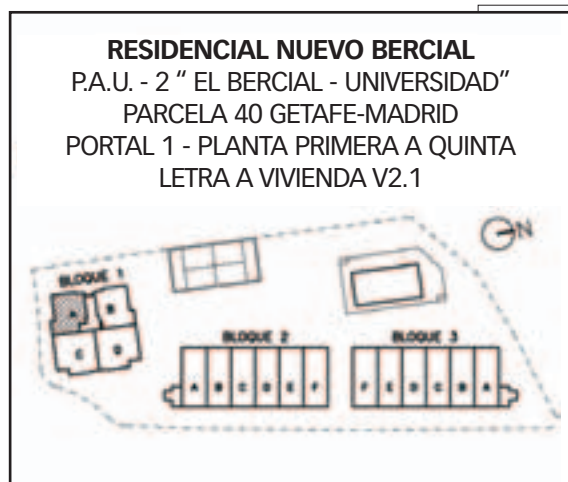 RESIDENCIAL NUEVO BERCIAL
P.A.U. - 2 “ EL BERCIAL - UNIVERSIDAD”
PARCELA 40 GETAFE-MADRID
PORTAL 1 - PLANTA PRIMERA A QUINTA
LETRA A VIVIENDA V2.1
N
BLOQUE 1
A B
C D
BLOQUE 2
A B C D E F
BLOQUE 3
F E D C B A